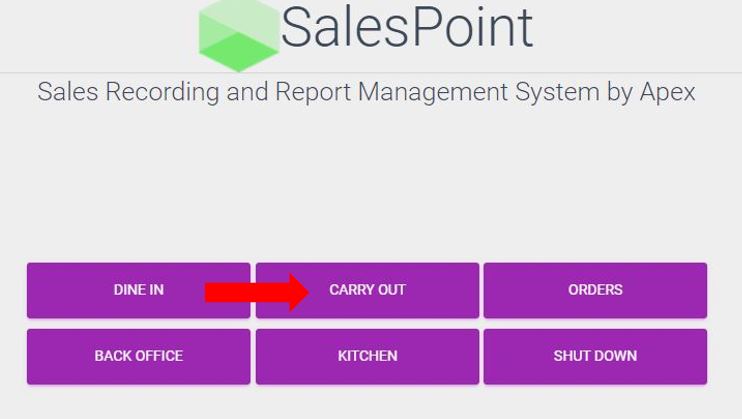 SalesPoint
Sales Recording and Report Management System by Apex
DINE IN
CARRY OUT
ORDERS
BACK OFFICE
KITCHEN
SHUT DOWN